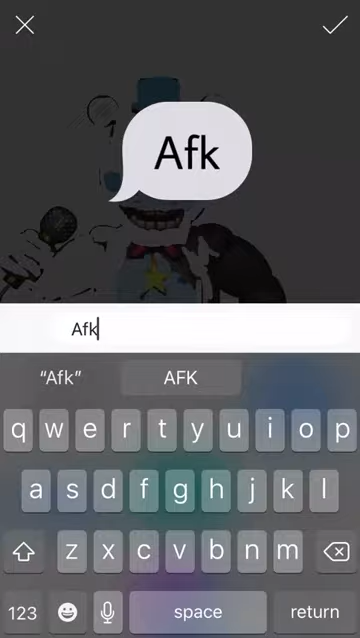 Afk
Afk
“Afk” AFK
q w e r t y u i o p
a s d f g h j k l
z x c v b n m
123 space return